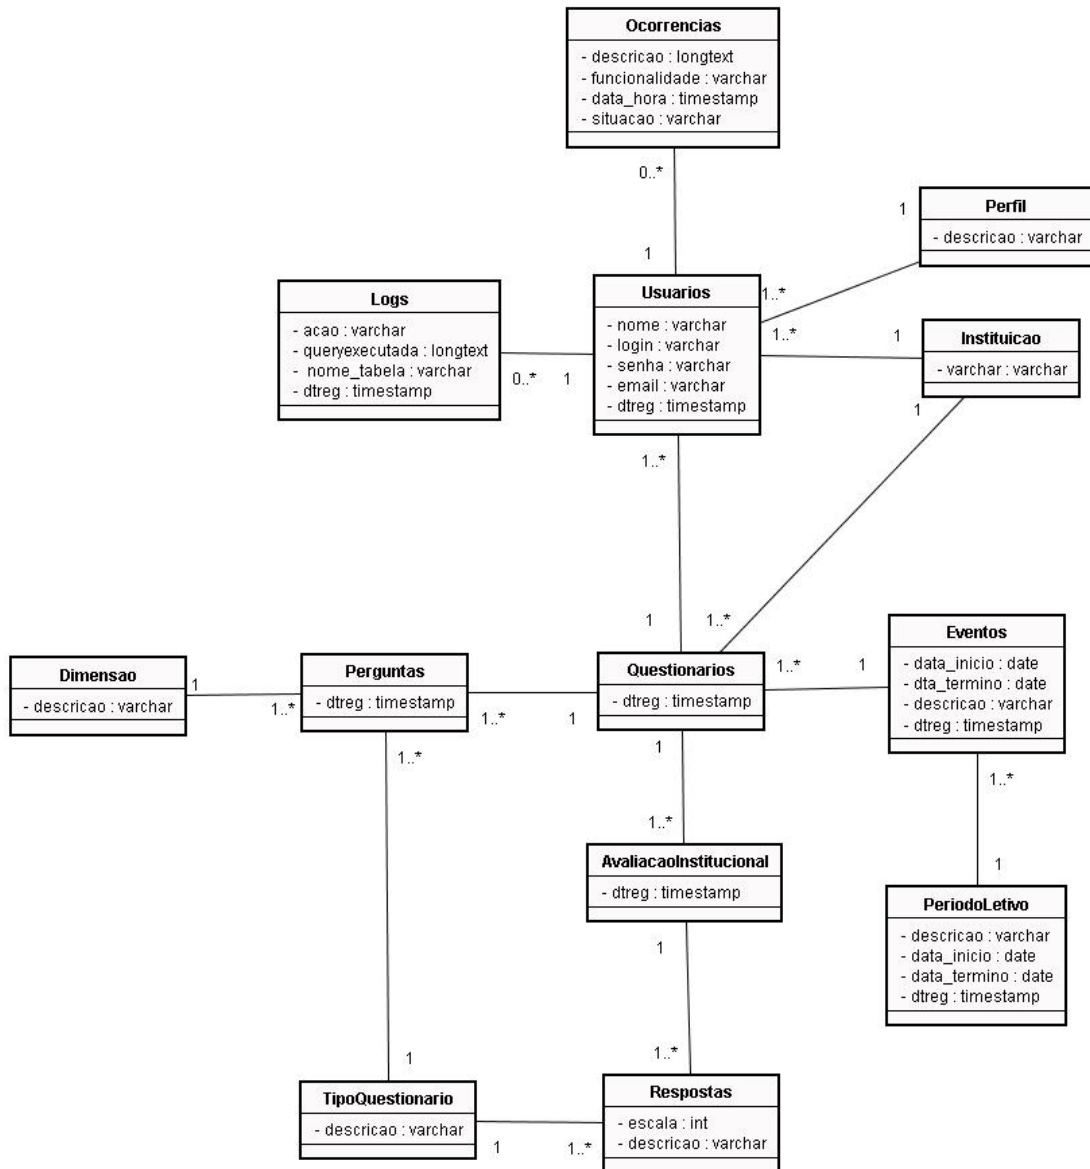 Ocorrencias
- descricao : longtext
- funcionalidade : varchar
- data_hora : timestamp
- situacao : varchar
0..*
1
Perfil
- descricao : varchar
1
1..*
Usuarios
- nome : varchar
- login : varchar
- senha : varchar
- email : varchar
- dtreg : timestamp
Logs
- acao : varchar
- queryexecutada : longtext
- nome_tabela : varchar
- dtreg : timestamp
0..*
1
1..*
1
Instituicao
- varchar : varchar
1
1..*
1
1..*
Dimensao
- descricao : varchar
1
1..*
Perguntas
- dtreg : timestamp
1..*
1
Questionarios
- dtreg : timestamp
1..*
1
Eventos
- data_inicio : date
- dta_termino : date
- descricao : varchar
- dtreg : timestamp
1..*
1
1
1..*
AvaliacaoInstitucional
- dtreg : timestamp
PeriodoLetivo
- descricao : varchar
- data_inicio : date
- data_termino : date
- dtreg : timestamp
1..*
1
1
1..*
TipoQuestionario
- descricao : varchar
1
1..*
Respostas
- escala : int
- descricao : varchar